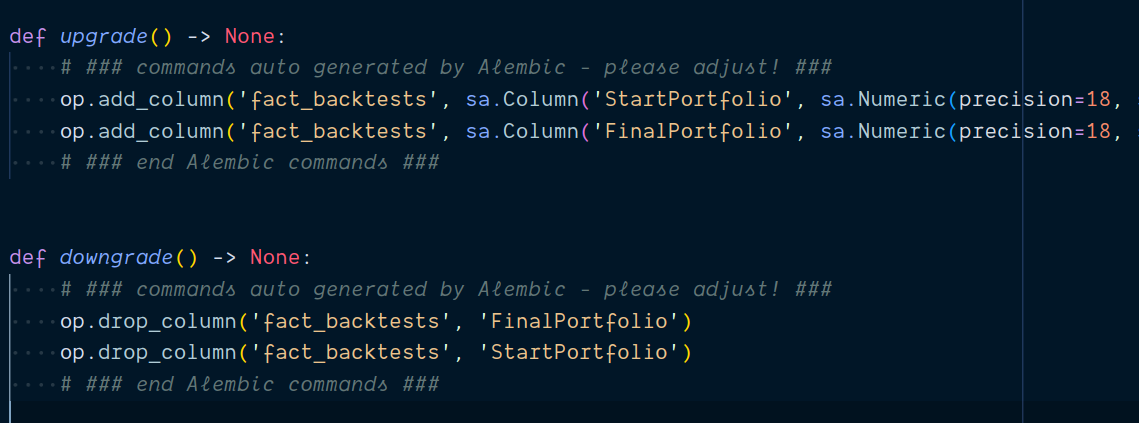 def upgrade() -> None:
    # ### commands auto generated by Alembic - please adjust! ###
    op.add_column('fact_backtests', sa.Column('StartPortfolio', sa.Numeric(precision=18,
    op.add_column('fact_backtests', sa.Column('FinalPortfolio', sa.Numeric(precision=18,
    # ### end Alembic commands ###
def downgrade() -> None:
    # ### commands auto generated by Alembic - please adjust! ###
    op.drop_column('fact_backtests', 'FinalPortfolio')
    op.drop_column('fact_backtests', 'StartPortfolio')
    # ### end Alembic commands ###